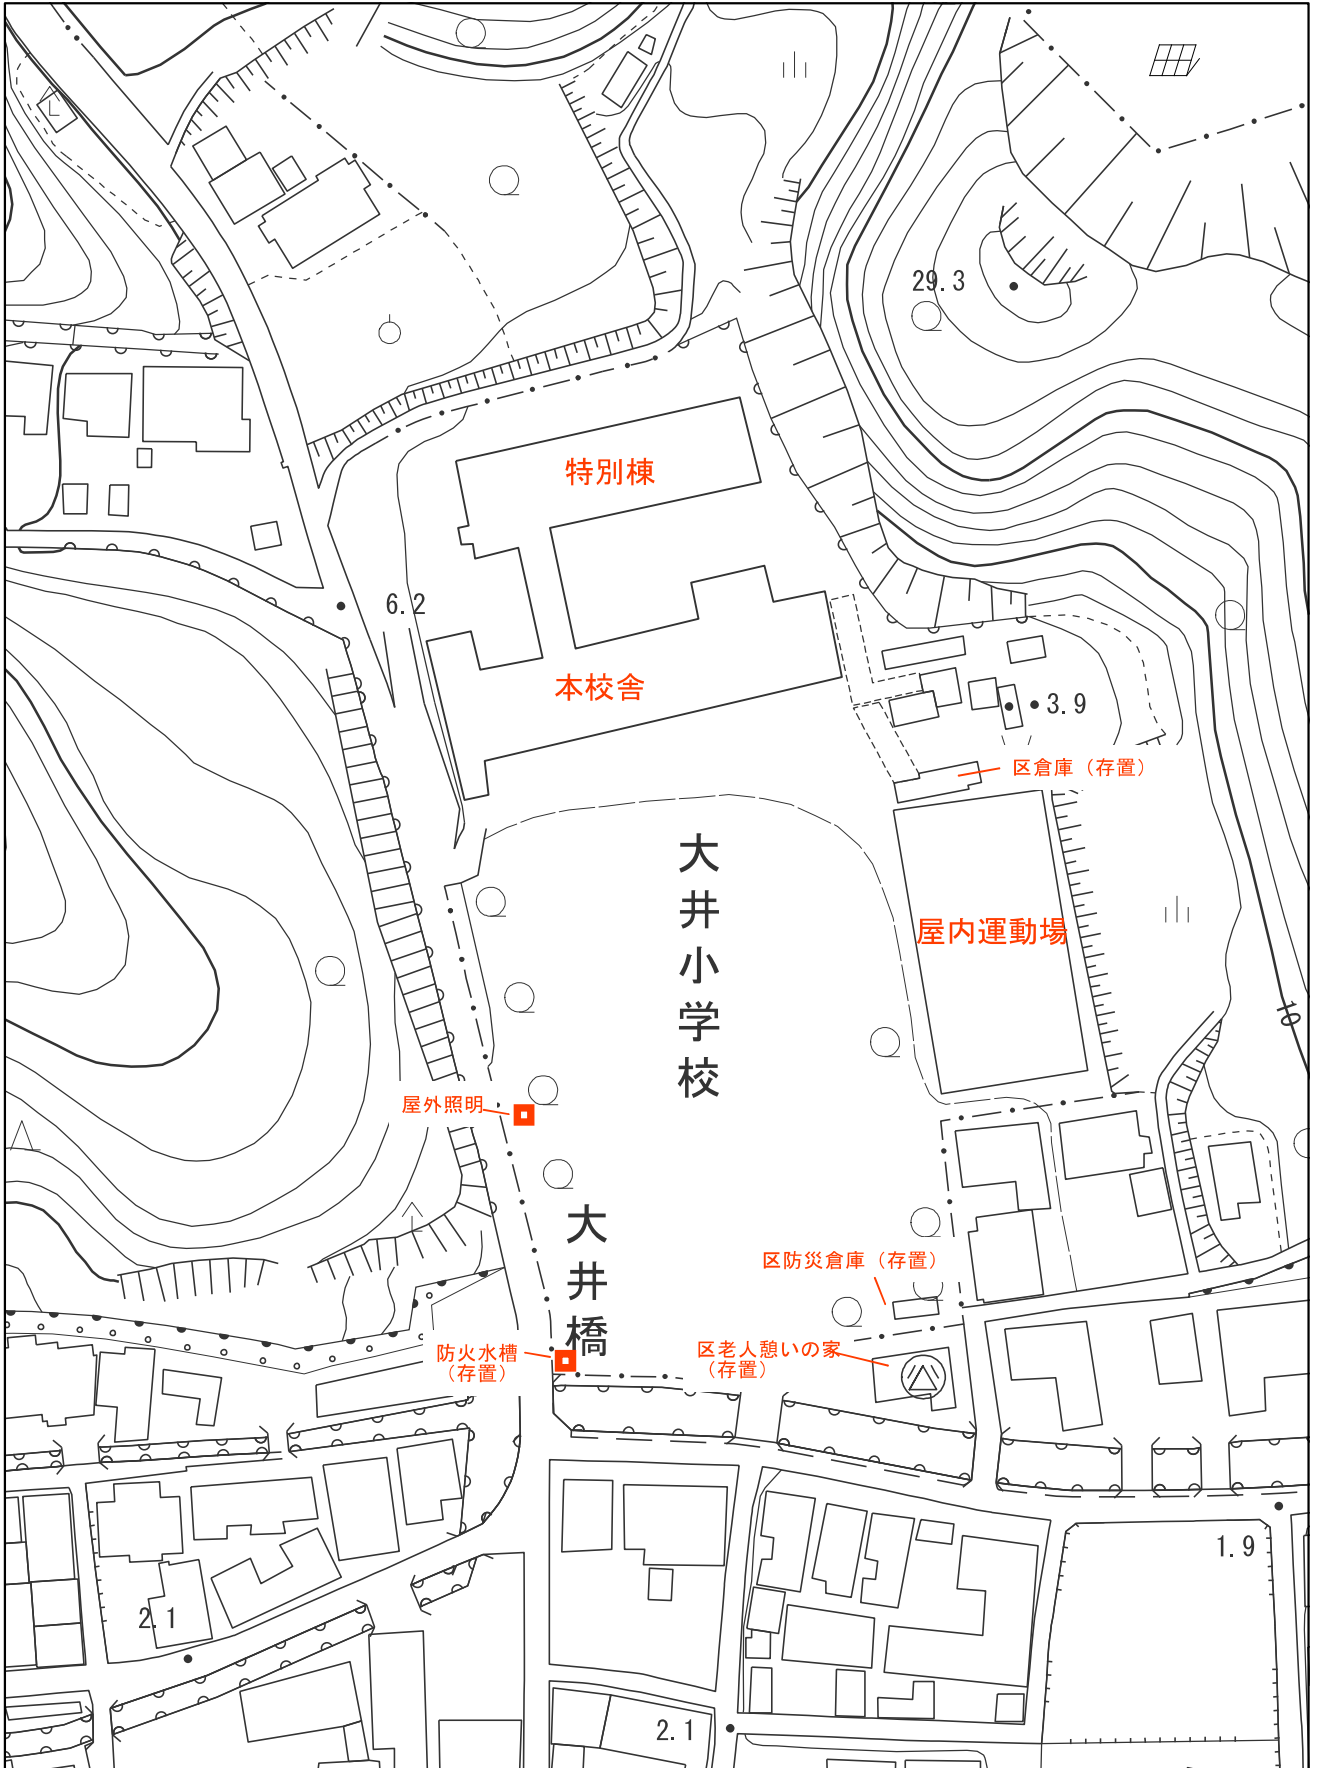 29.3
特別棟
6.2
本校舎
3.9
区倉庫（存置）
大井小学校
屋内運動場
10
屋外照明
大井橋
区防災倉庫（存置）
防火水槽
（存置）
区老人憩いの家
（存置）
1.9
2.1
2.1